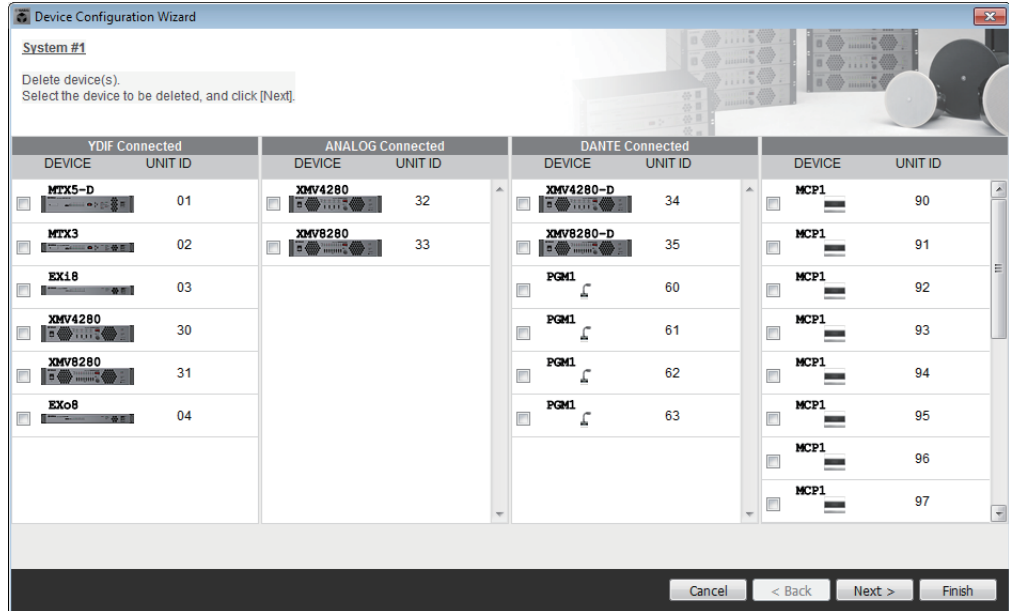 Device Configuration Wizard
System #1
Delete device(s).
Select the device to be deleted, and click [Next].
YDIF Connected
DEVICE UNIT ID
MTX5-D
01
MTX3
02
EXi8
03
XMV4280
30
XMV8280
31
EXo8
04
ANALOG Connected
DEVICE UNIT ID
XMV4280
32
XMV8280
33
DANTE Connected
DEVICE UNIT ID
XMV4280-D
34
XMV8280-D
35
PGM1
60
PGM1
61
PGM1
62
PGM1
63
DEVICE UNIT ID
MCP1
90
MCP1
91
MCP1
92
MCP1
93
MCP1
94
MCP1
95
MCP1
96
MCP1
97
Cancel < Back Next > Finish